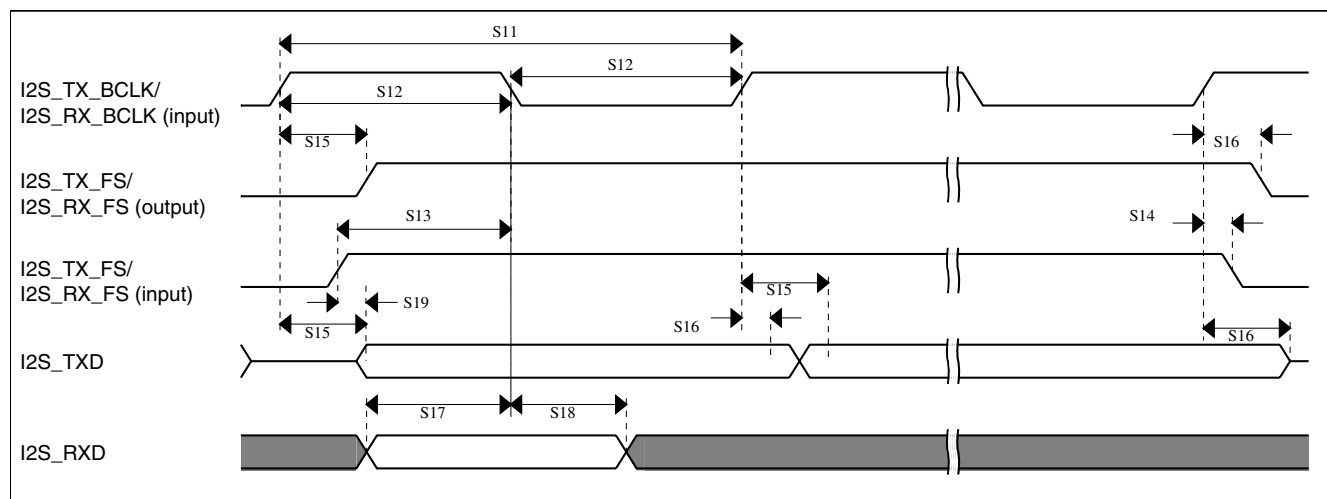 S11
S12
I2S_TX_BCLK/
I2S_RX_BCLK (input)
S12
S15
S16
I2S_TX_FS/
I2S_RX_FS (output)
S13
S14
I2S_TX_FS/
I2S_RX_FS (input)
S15
S19
S15
S16
S16
I2S_TXD
S17
S18
I2S_RXD